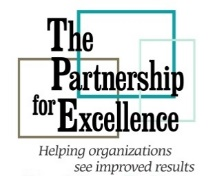 The
Partnership
for Excellence
Helping organizations
see improved results